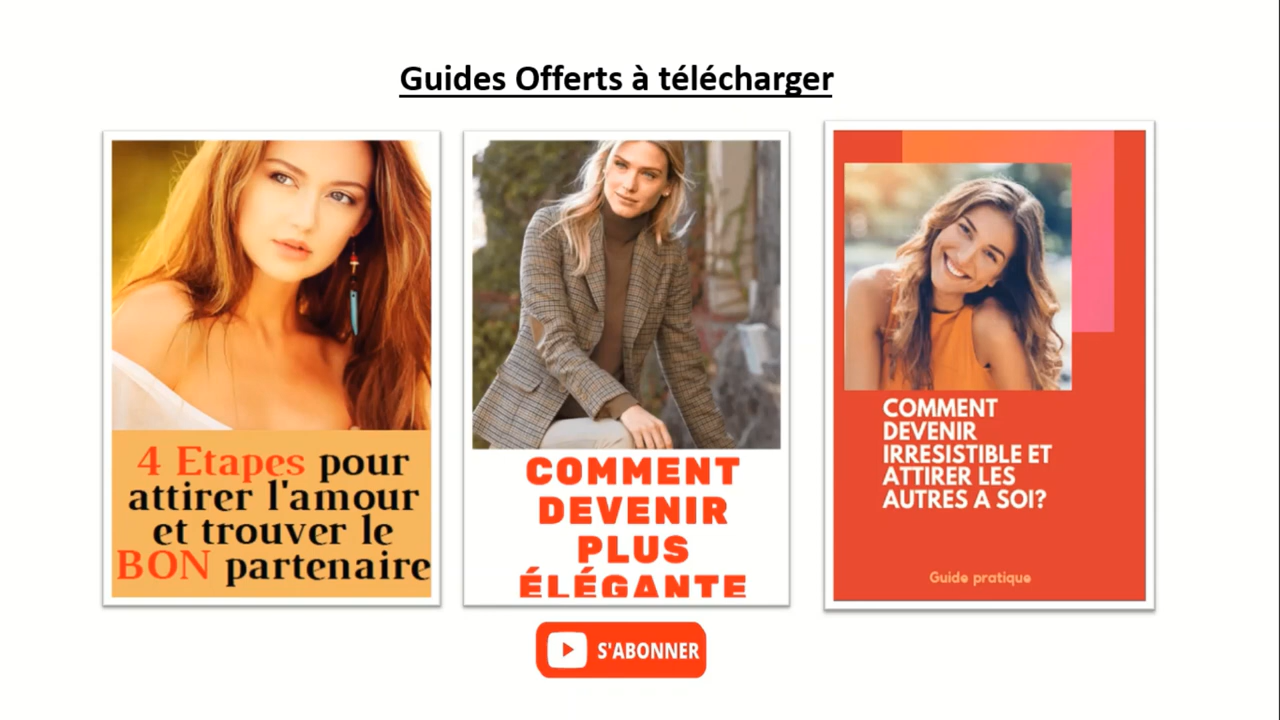 Guides Offerts à télécharger
4 Etapes pour
attirer l'amour
et trouver le
BON partenaire
COMMENT
DEVENIR
PLUS
ÉLÉGANTE
COMMENT
DEVENIR
IRRESISTIBLE ET
ATTIRER LES
AUTRES A SOI?
Guide pratique
S'ABONNER